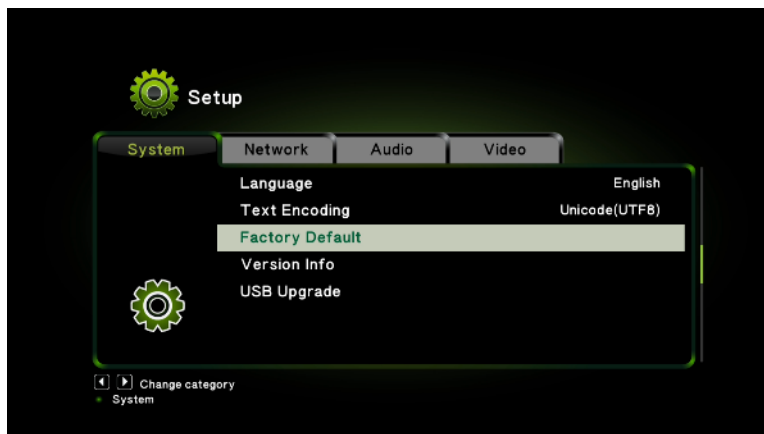 Setup
System Network Audio Video
Language English
Text Encoding Unicode(UTF8)
Factory Default
Version Info
USB Upgrade
Change category
System